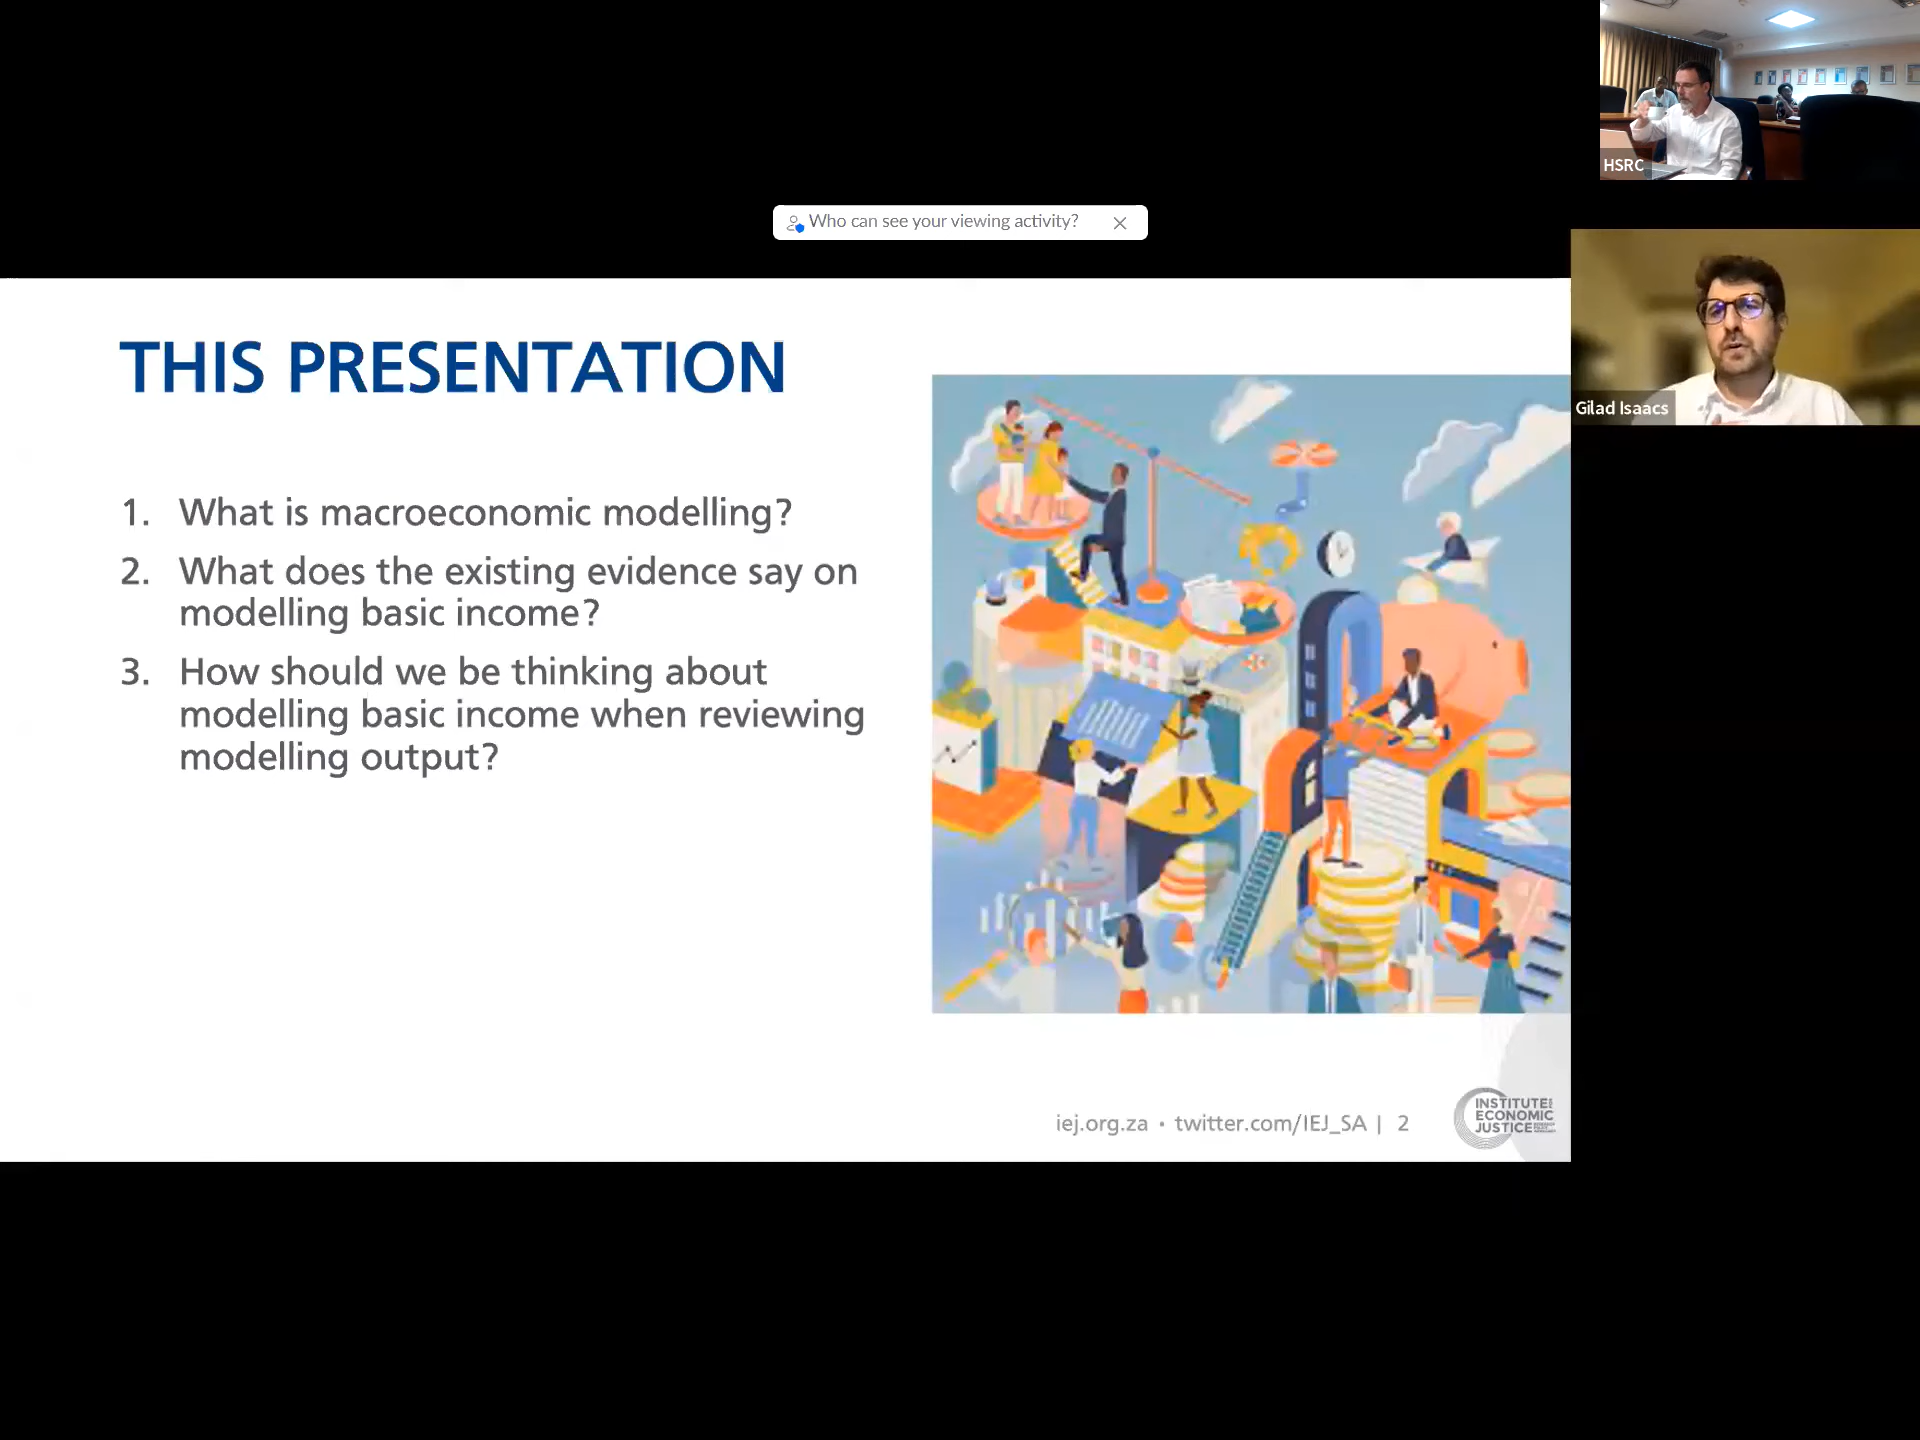 HSRC
Who can see your viewing activity?
Gilad Isaacs
THIS PRESENTATION
1. What is macroeconomic modelling?
2. What does the existing evidence say on
modelling basic income?
3. How should we be thinking about
modelling basic income when reviewing
modelling output?
iej.org.za • twitter.com/IEJ_SA | 2
INSTITUTE
ECONOMIC
JUSTICE